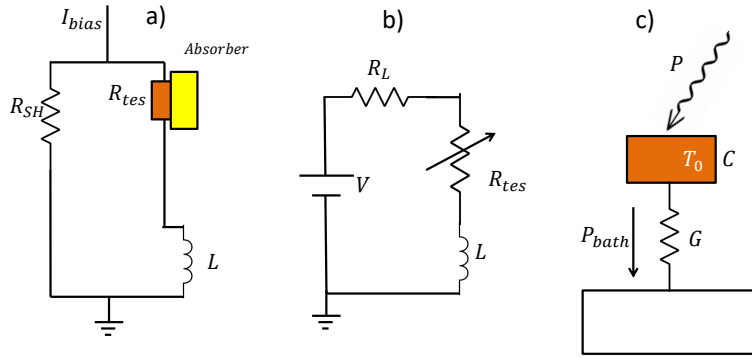 a)
I_bias
Absorber
R_SH
R_tes
L
b)
R_L
V
R_tes
L
c)
P
T_0
C
P_bath
G